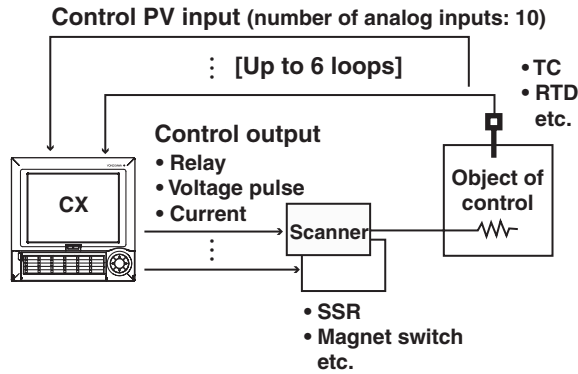 Control PV input (number of analog inputs: 10)
⋮ [Up to 6 loops]
• TC
• RTD
etc.
Control output
• Relay
• Voltage pulse
• Current
CX
Object of
control
Scanner
• SSR
• Magnet switch
etc.